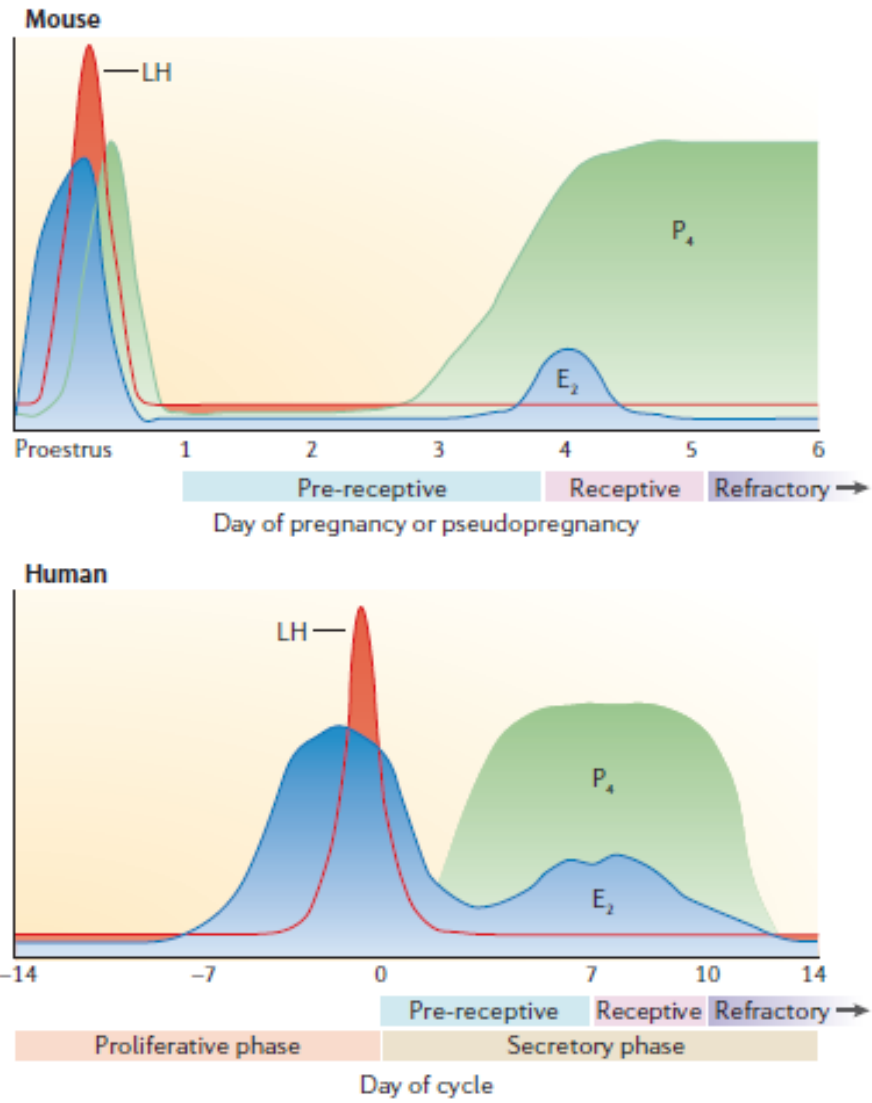 Mouse
LH
P₄
E₂
Proestrus 1 2 3 4 5 6
Pre-receptive Receptive Refractory
Day of pregnancy or pseudopregnancy
Human
LH
P₄
E₂
–14 –7 0 7 10 14
Pre-receptive Receptive Refractory
Proliferative phase Secretory phase
Day of cycle